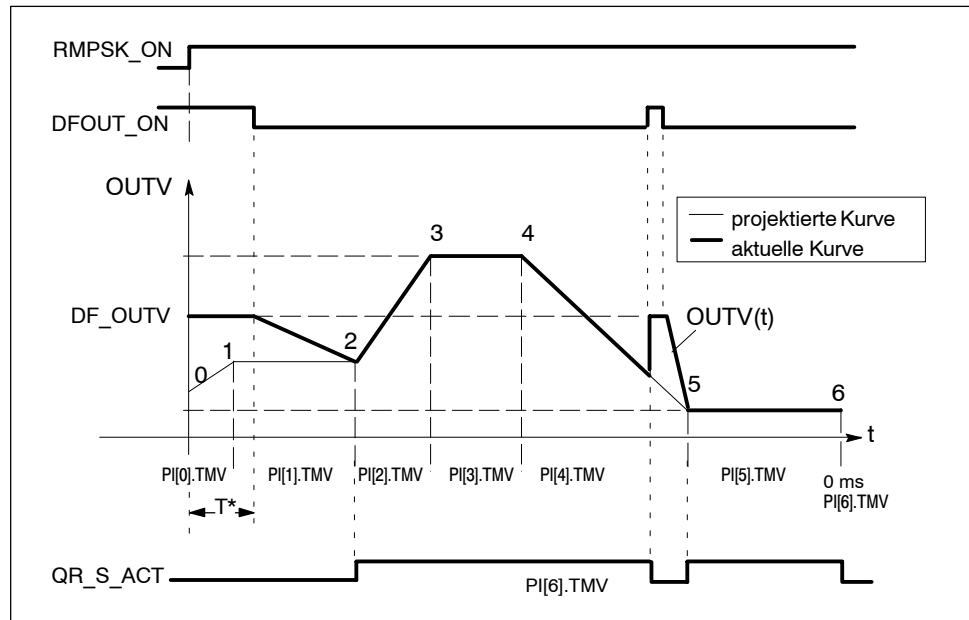 RMPSK_ON
DFOUT_ON
OUTV
projektierte Kurve
aktuelle Kurve
3
4
DF_OUTV
OUTV(t)
1
2
0
5
6
t
PI[0].TMV
PI[1].TMV
PI[2].TMV
PI[3].TMV
PI[4].TMV
PI[5].TMV
0 ms
PI[6].TMV
T*
QR_S_ACT
PI[6].TMV